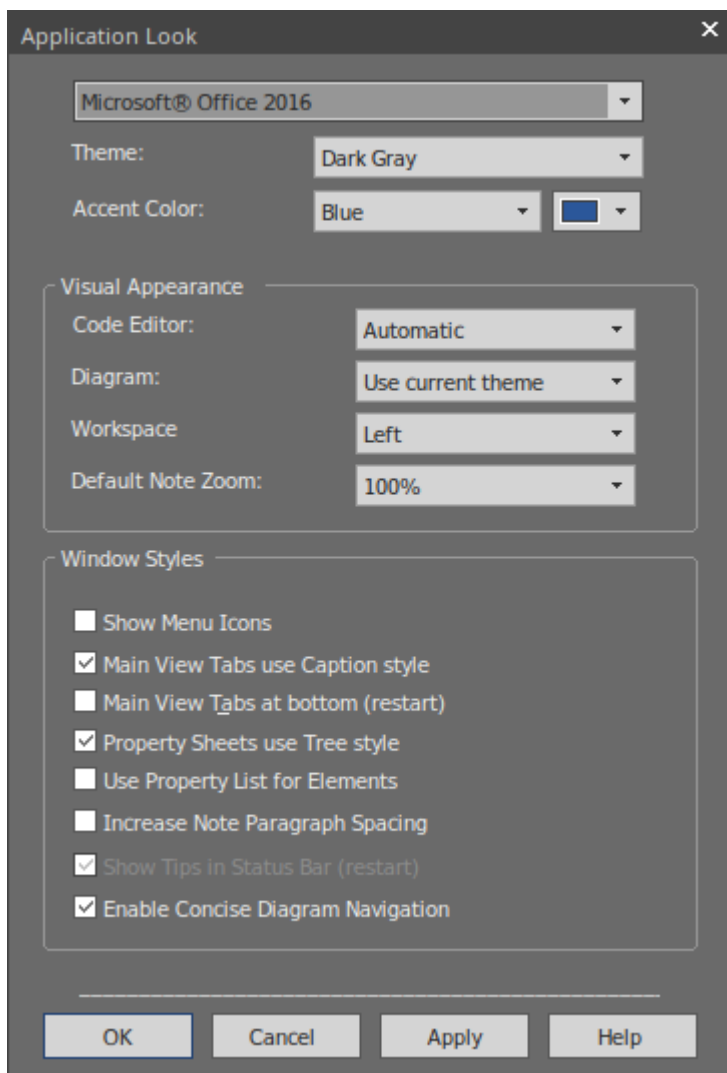 Application Look
Microsoft® Office 2016
Theme: Dark Gray
Accent Color: Blue
Visual Appearance
Code Editor: Automatic
Diagram: Use current theme
Workspace Left
Default Note Zoom: 100%
Window Styles
Show Menu Icons
Main View Tabs use Caption style
Main View Tabs at bottom (restart)
Property Sheets use Tree style
Use Property List for Elements
Increase Note Paragraph Spacing
Show Tips in Status Bar (restart)
Enable Concise Diagram Navigation
OK Cancel Apply Help